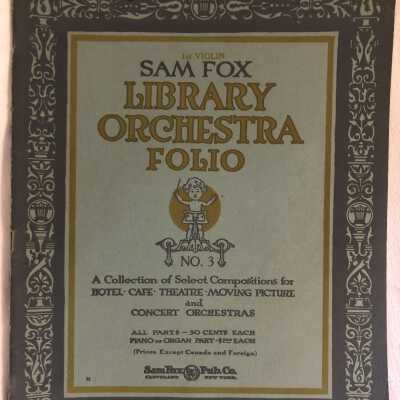 1st VIOLIN
SAM FOX
LIBRARY
ORCHESTRA
FOLIO
NO. 3
A Collection of Select Compositions for
HOTEL · CAFE · THEATRE · MOVING PICTURE
and
CONCERT ORCHESTRAS
ALL PARTS - 50 CENTS EACH
PIANO or ORGAN PART - $1.00 EACH
(Prices Except Canada and Foreign)
Sam Fox Pub. Co.
CLEVELAND NEW YORK